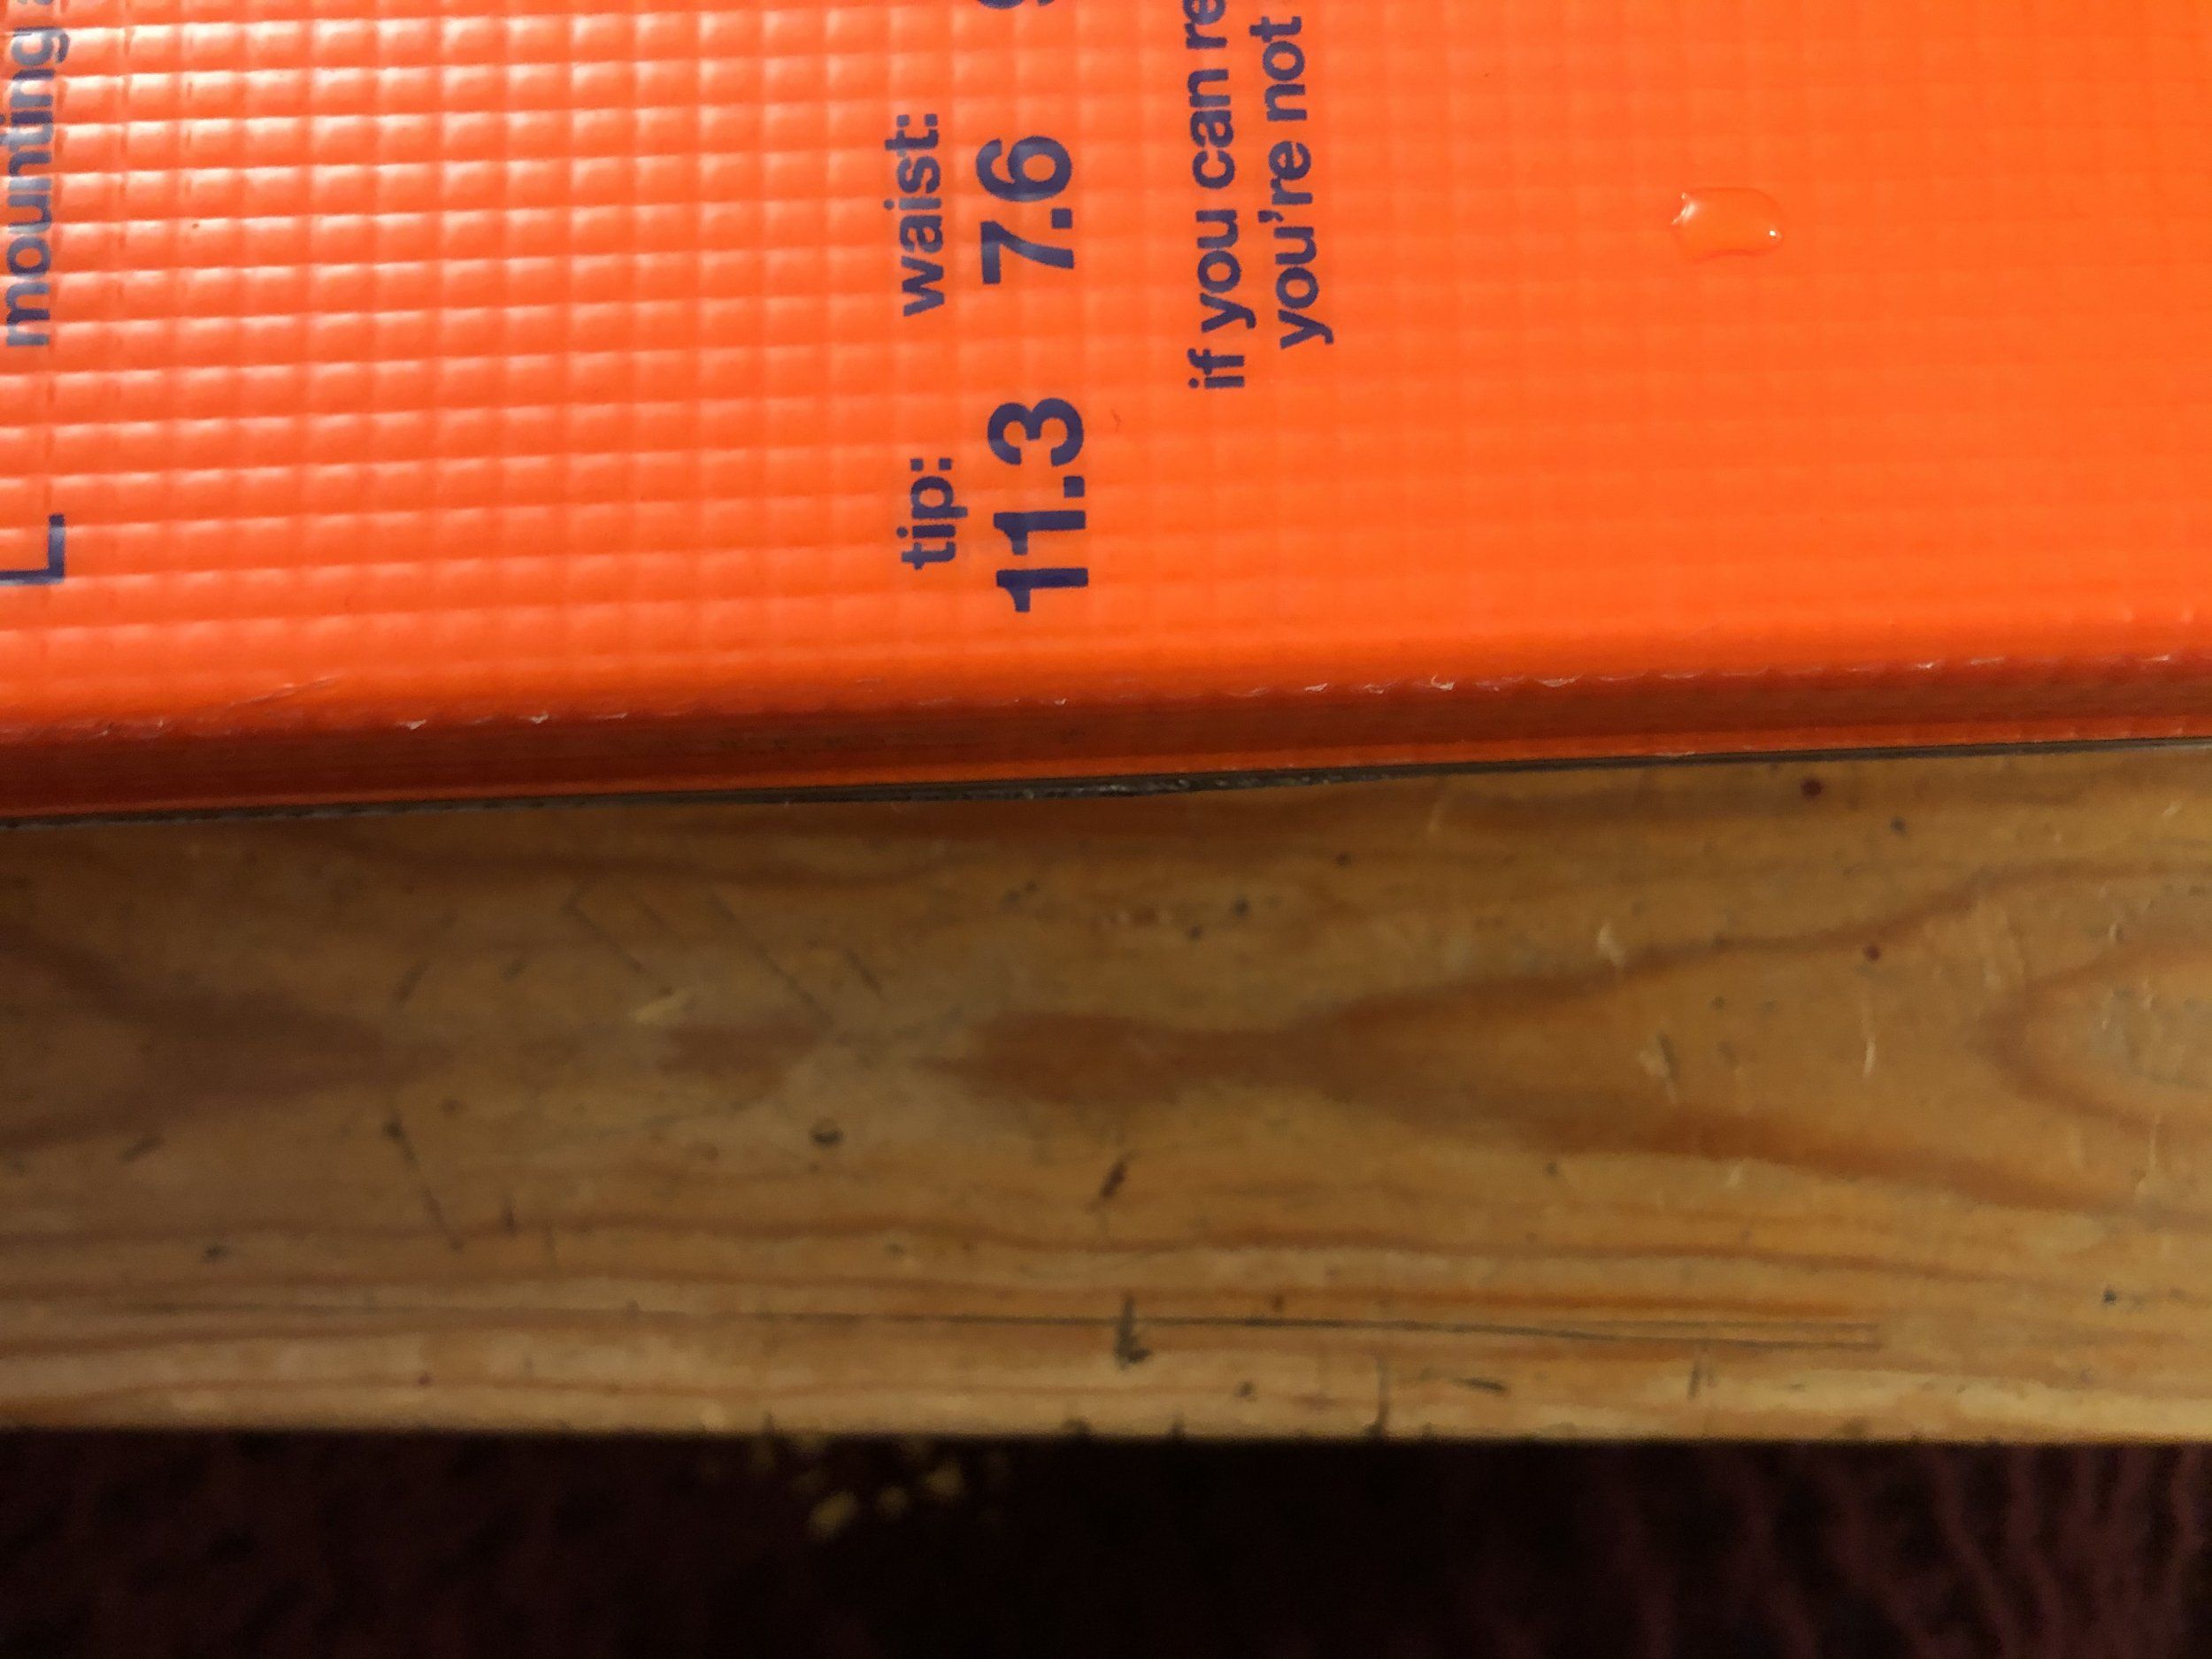 L mounting
tip: waist:
11.3 7.6
if you can
you're not